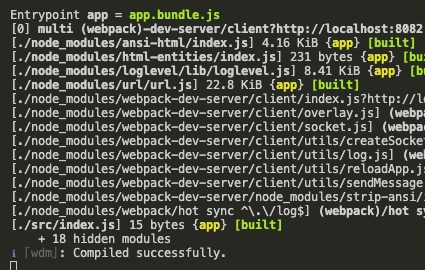 Entrypoint app = app.bundle.js
[0] multi (webpack)-dev-server/client?http://localhost:8082
[./node_modules/ansi-html/index.js] 4.16 KiB {app} [built]
[./node_modules/html-entities/index.js] 231 bytes {app} [bu
[./node_modules/loglevel/lib/loglevel.js] 8.41 KiB {app} [b
[./node_modules/url/url.js] 22.8 KiB {app} [built]
[./node_modules/webpack-dev-server/client/index.js?http://lo
[./node_modules/webpack-dev-server/client/overlay.js] (webp
[./node_modules/webpack-dev-server/client/socket.js] (webpa
[./node_modules/webpack-dev-server/client/utils/createSocke
[./node_modules/webpack-dev-server/client/utils/log.js] (we
[./node_modules/webpack-dev-server/client/utils/reloadApp.j
[./node_modules/webpack-dev-server/client/utils/sendMessage
[./node_modules/webpack-dev-server/node_modules/strip-ansi/
[./node_modules/webpack/hot sync ^\.\/log$] (webpack)/hot sy
[./src/index.js] 15 bytes {app} [built]
+ 18 hidden modules
ℹ ｢wdm｣: Compiled successfully.